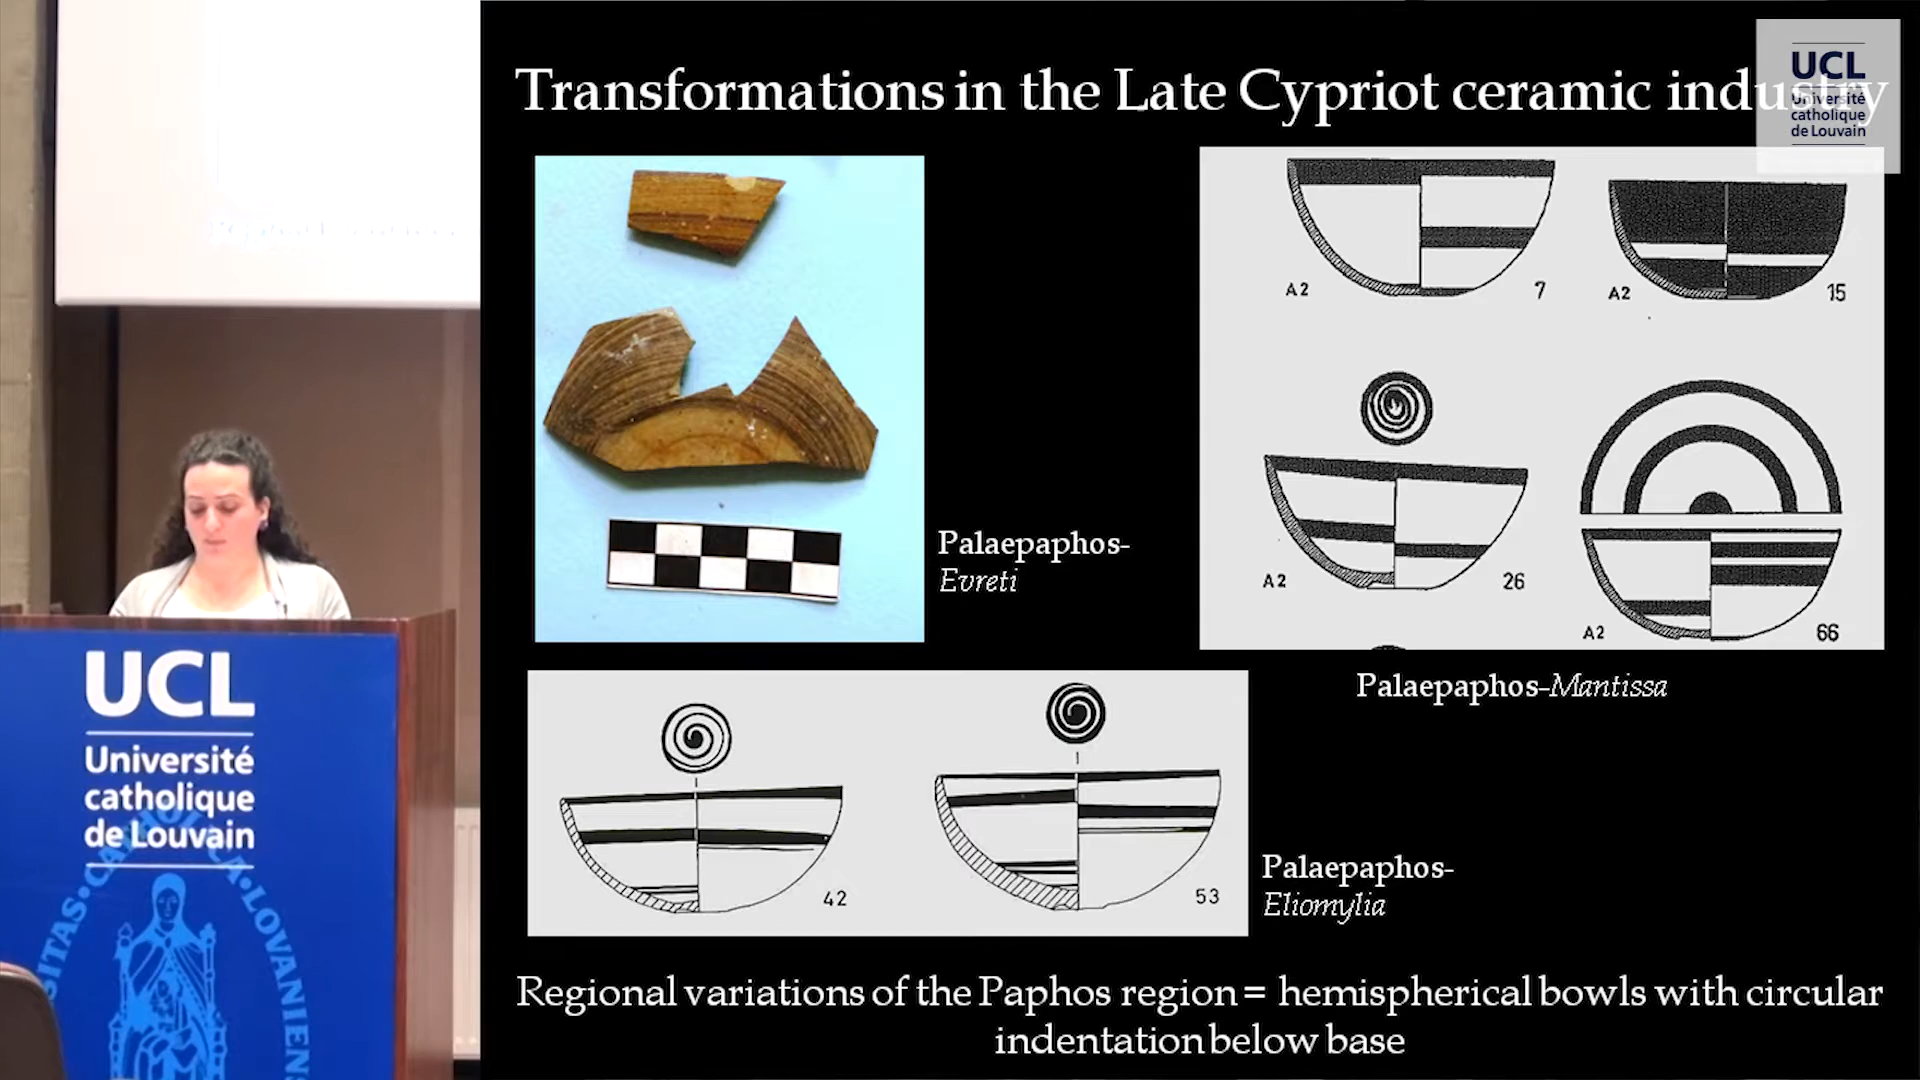 Transformations in the Late Cypriot ceramic industry
UCL
Université
catholique
de Louvain
A2
7
A2
15
A2
26
A2
66
Palaepaphos-
Evreti
Palaepaphos-Mantissa
42
53
Palaepaphos-
Eliomylia
Regional variations of the Paphos region = hemispherical bowls with circular
indentation below base
UCL
Université
catholique
de Louvain